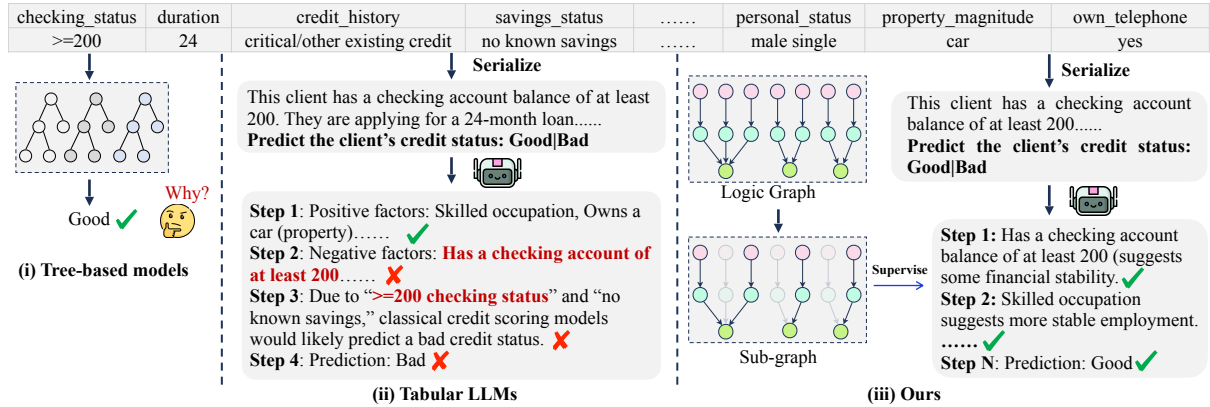 checking_status duration credit_history savings_status …… personal_status property_magnitude own_telephone
>=200 24 critical/other existing credit no known savings …… male single car yes
Why?
Good
(i) Tree-based models
Serialize
This client has a checking account balance of at least
200. They are applying for a 24-month loan......
Predict the client's credit status: Good|Bad
Step 1: Positive factors: Skilled occupation, Owns a
car (property)……
Step 2: Negative factors: Has a checking account of
at least 200……
Step 3: Due to “>=200 checking status” and “no
known savings,” classical credit scoring models
would likely predict a bad credit status.
Step 4: Prediction: Bad
(ii) Tabular LLMs
Logic Graph
Sub-graph
Supervise
Serialize
This client has a checking account
balance of at least 200......
Predict the client's credit status:
Good|Bad
Step 1: Has a checking account
balance of at least 200 (suggests
some financial stability.
Step 2: Skilled occupation
suggests more stable employment.
……
Step N: Prediction: Good
(iii) Ours